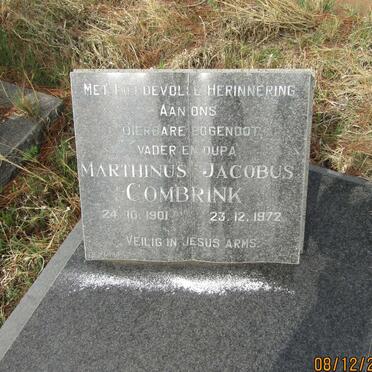 MET LIEFDEVOLLE HERINNERING
AAN ONS
DIERBARE EGGENOOT
VADER EN OUPA
MARTHINUS JACOBUS
COMBRINK
24.10.1901 23.12.1972
VEILIG IN JESUS ARMS.
08/12/2